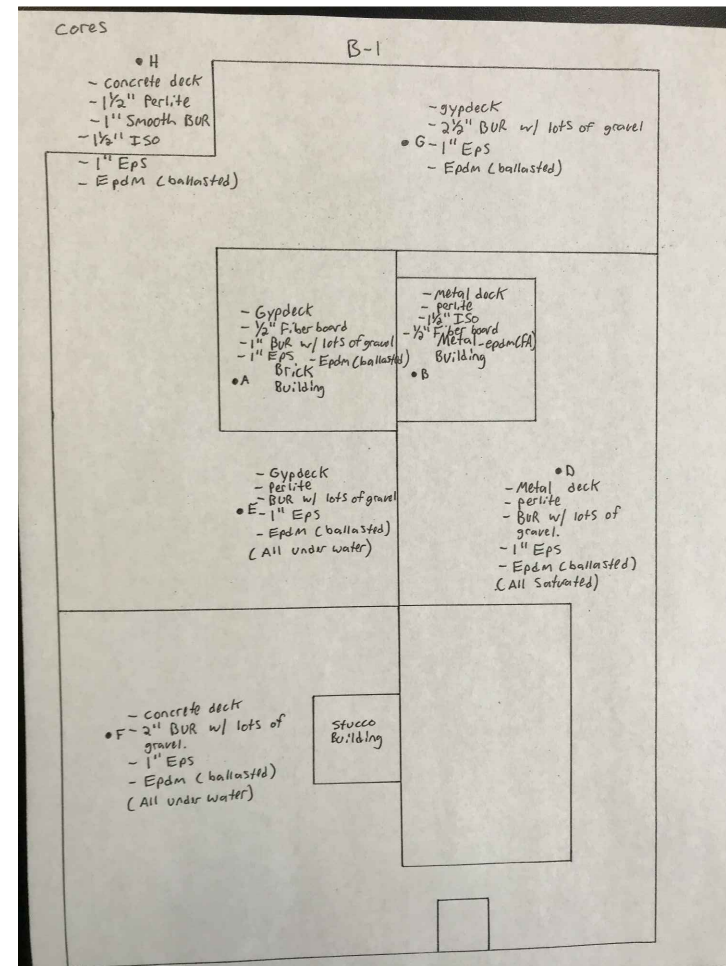 Cores
B-1
• H
- concrete deck
- 1½" Perlite
- 1" Smooth BUR
- 1½" ISO
- 1" EPS
- Epdm (ballasted)
- gypdeck
- 2½" BUR w/ lots of gravel
• G - 1" EPS
- Epdm (ballasted)
- Gypdeck
- ½" Fiber board
- 1" BUR w/ lots of gravel
- 1" EPS - Epdm (ballasted)
Brick
• A Building
- Metal deck
- perlite
- 1½" ISO
- ½" Fiber board
Metal - epdm (FA)
Building
• B
- Gypdeck
- perlite
- BUR w/ lots of gravel
• E - 1" EPS
- Epdm (ballasted)
(All under water)
• D
- Metal deck
- perlite
- BUR w/ lots of
gravel.
- 1" EPS
- Epdm (ballasted)
(All Satuated)
- concrete deck
• F - 2" BUR w/ lots of
gravel.
- 1" EPS
- Epdm (ballasted)
(All under water)
Stucco
Building